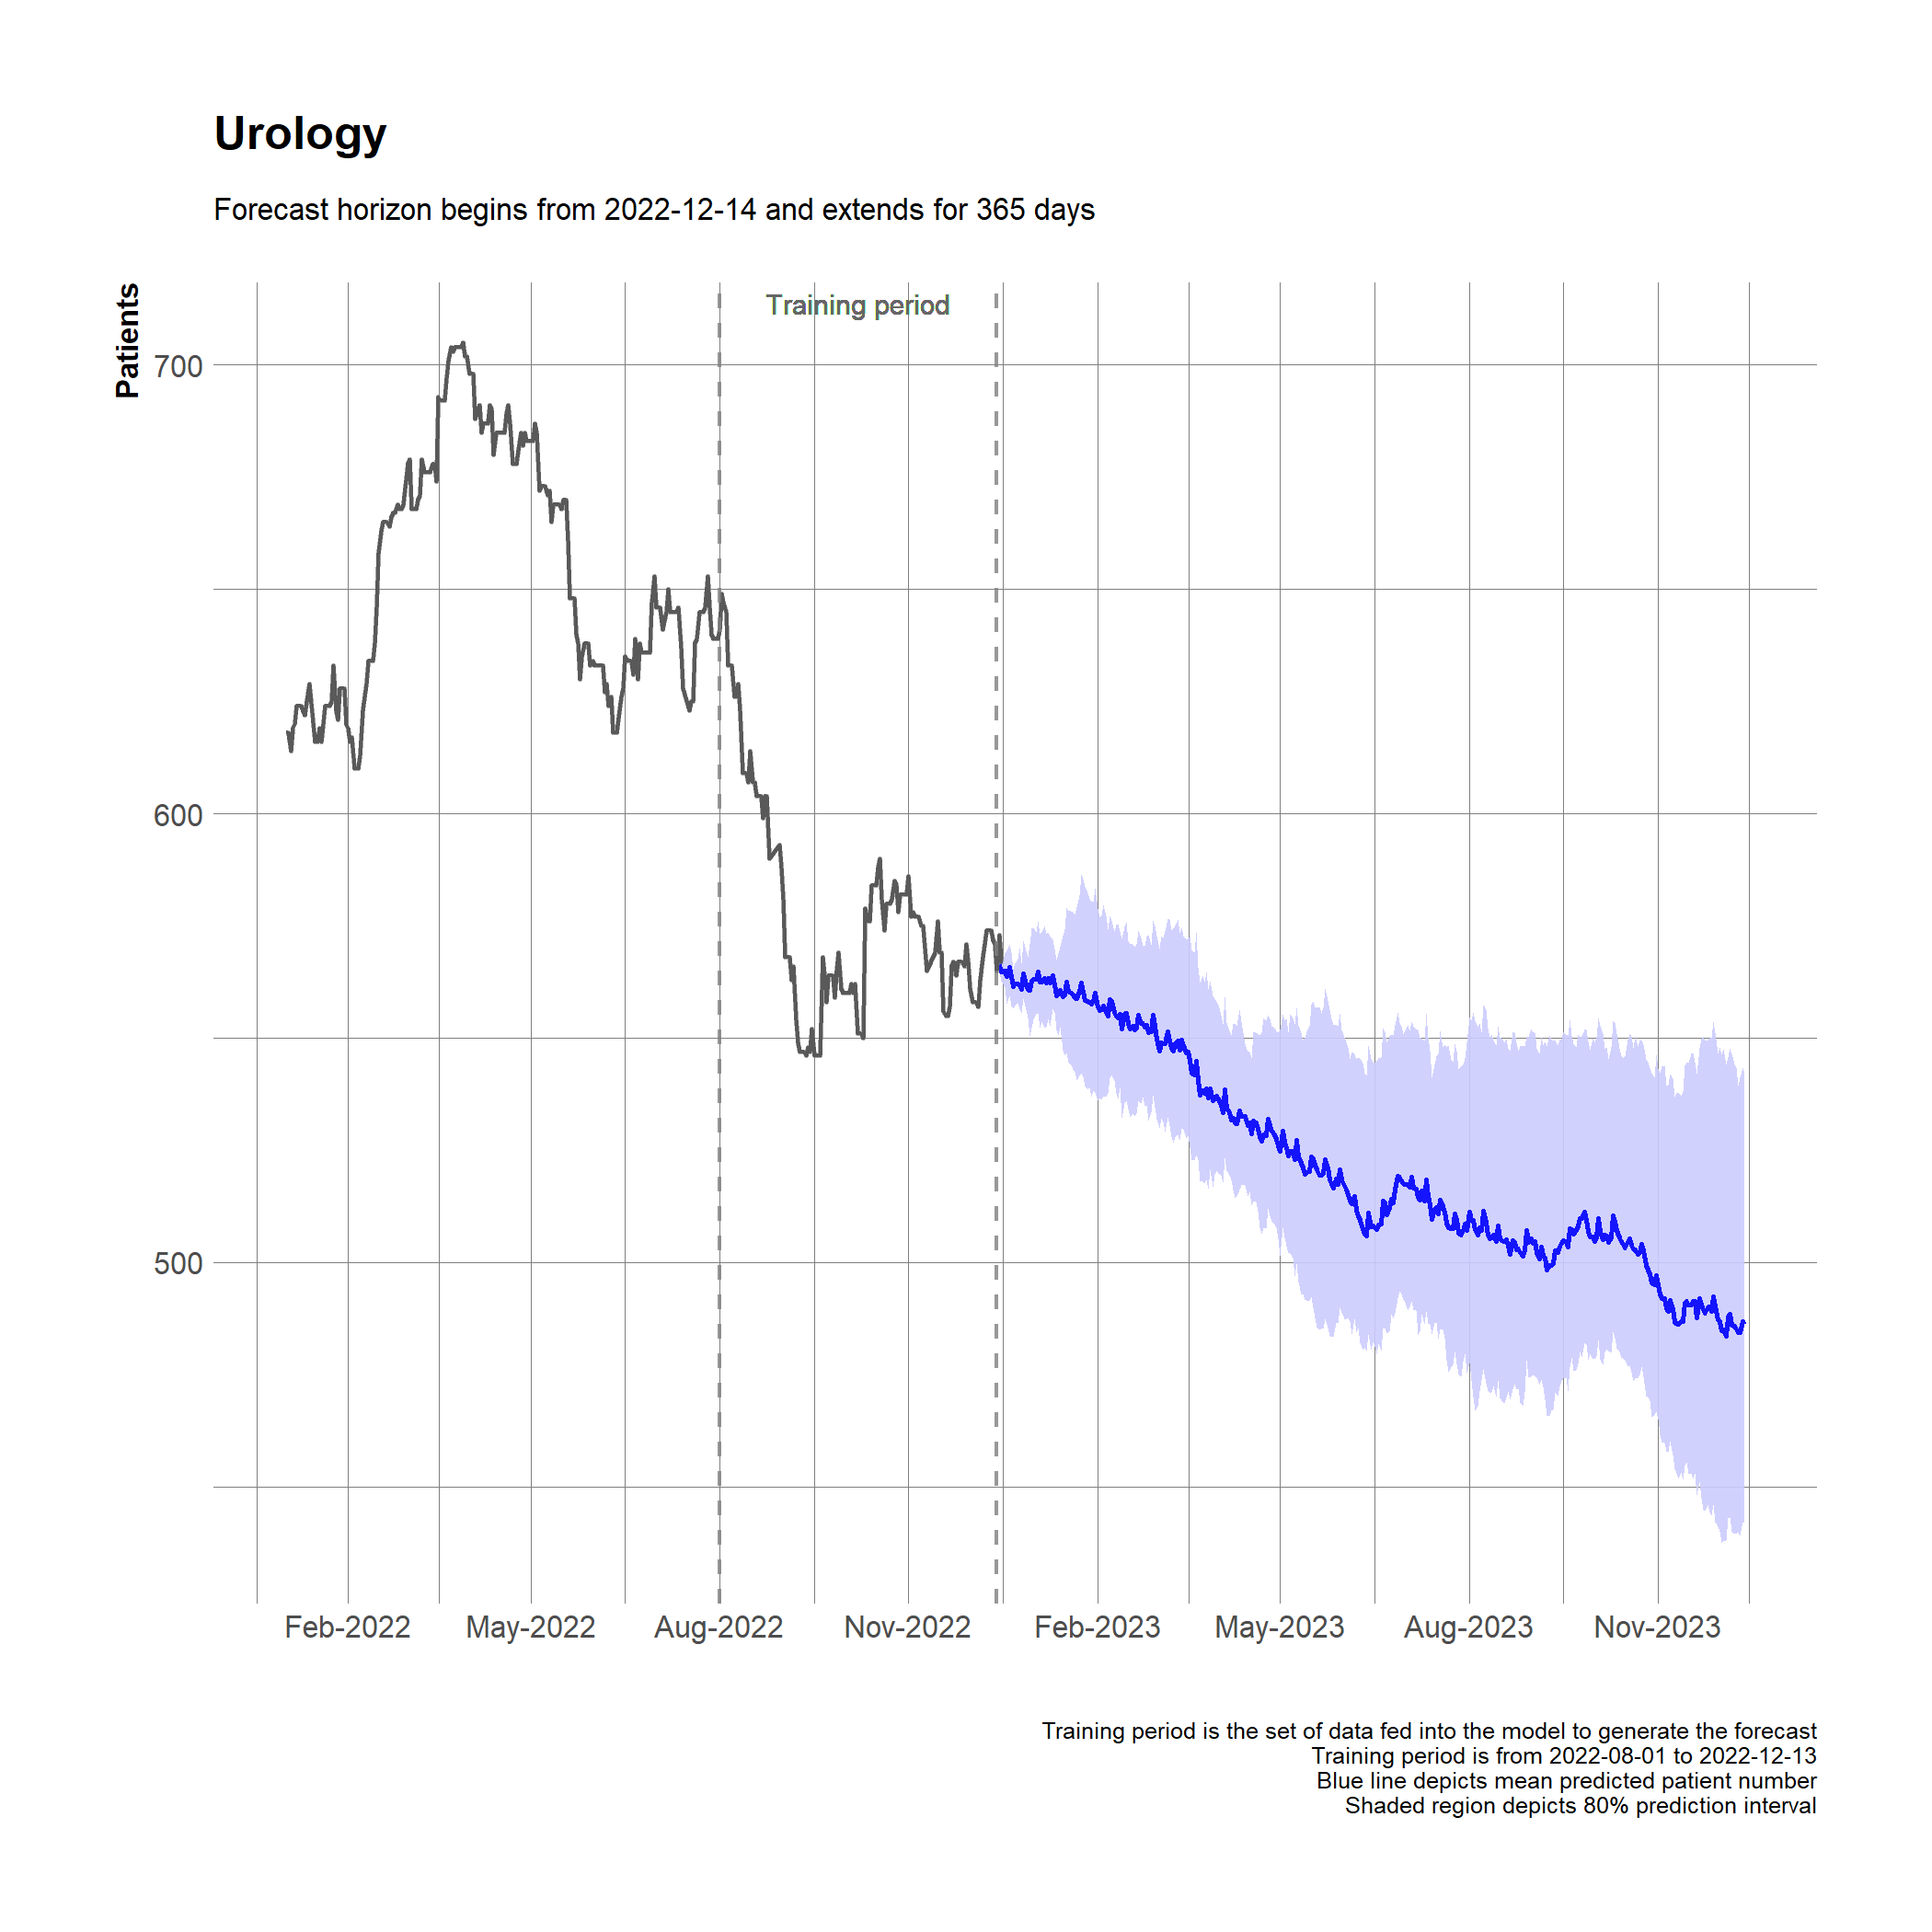 Urology
Forecast horizon begins from 2022-12-14 and extends for 365 days
Patients
Training period
700
600
500
Feb-2022 May-2022 Aug-2022 Nov-2022 Feb-2023 May-2023 Aug-2023 Nov-2023
Training period is the set of data fed into the model to generate the forecast
Training period is from 2022-08-01 to 2022-12-13
Blue line depicts mean predicted patient number
Shaded region depicts 80% prediction interval